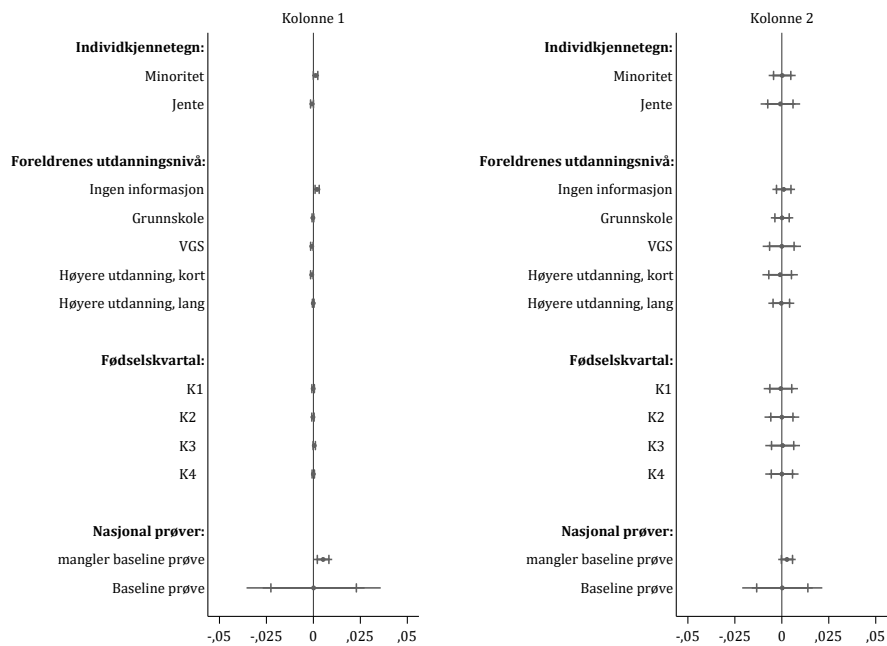 Kolonne 1
Individkjennetegn:
Minoritet
Jente
Foreldrenes utdanningsnivå:
Ingen informasjon
Grunnskole
VGS
Høyere utdanning, kort
Høyere utdanning, lang
Fødselskvartal:
K1
K2
K3
K4
Nasjonal prøver:
mangler baseline prøve
Baseline prøve
-,05 -,025 0 ,025 ,05
Kolonne 2
Individkjennetegn:
Minoritet
Jente
Foreldrenes utdanningsnivå:
Ingen informasjon
Grunnskole
VGS
Høyere utdanning, kort
Høyere utdanning, lang
Fødselskvartal:
K1
K2
K3
K4
Nasjonal prøver:
mangler baseline prøve
Baseline prøve
-,05 -,025 0 ,025 ,05